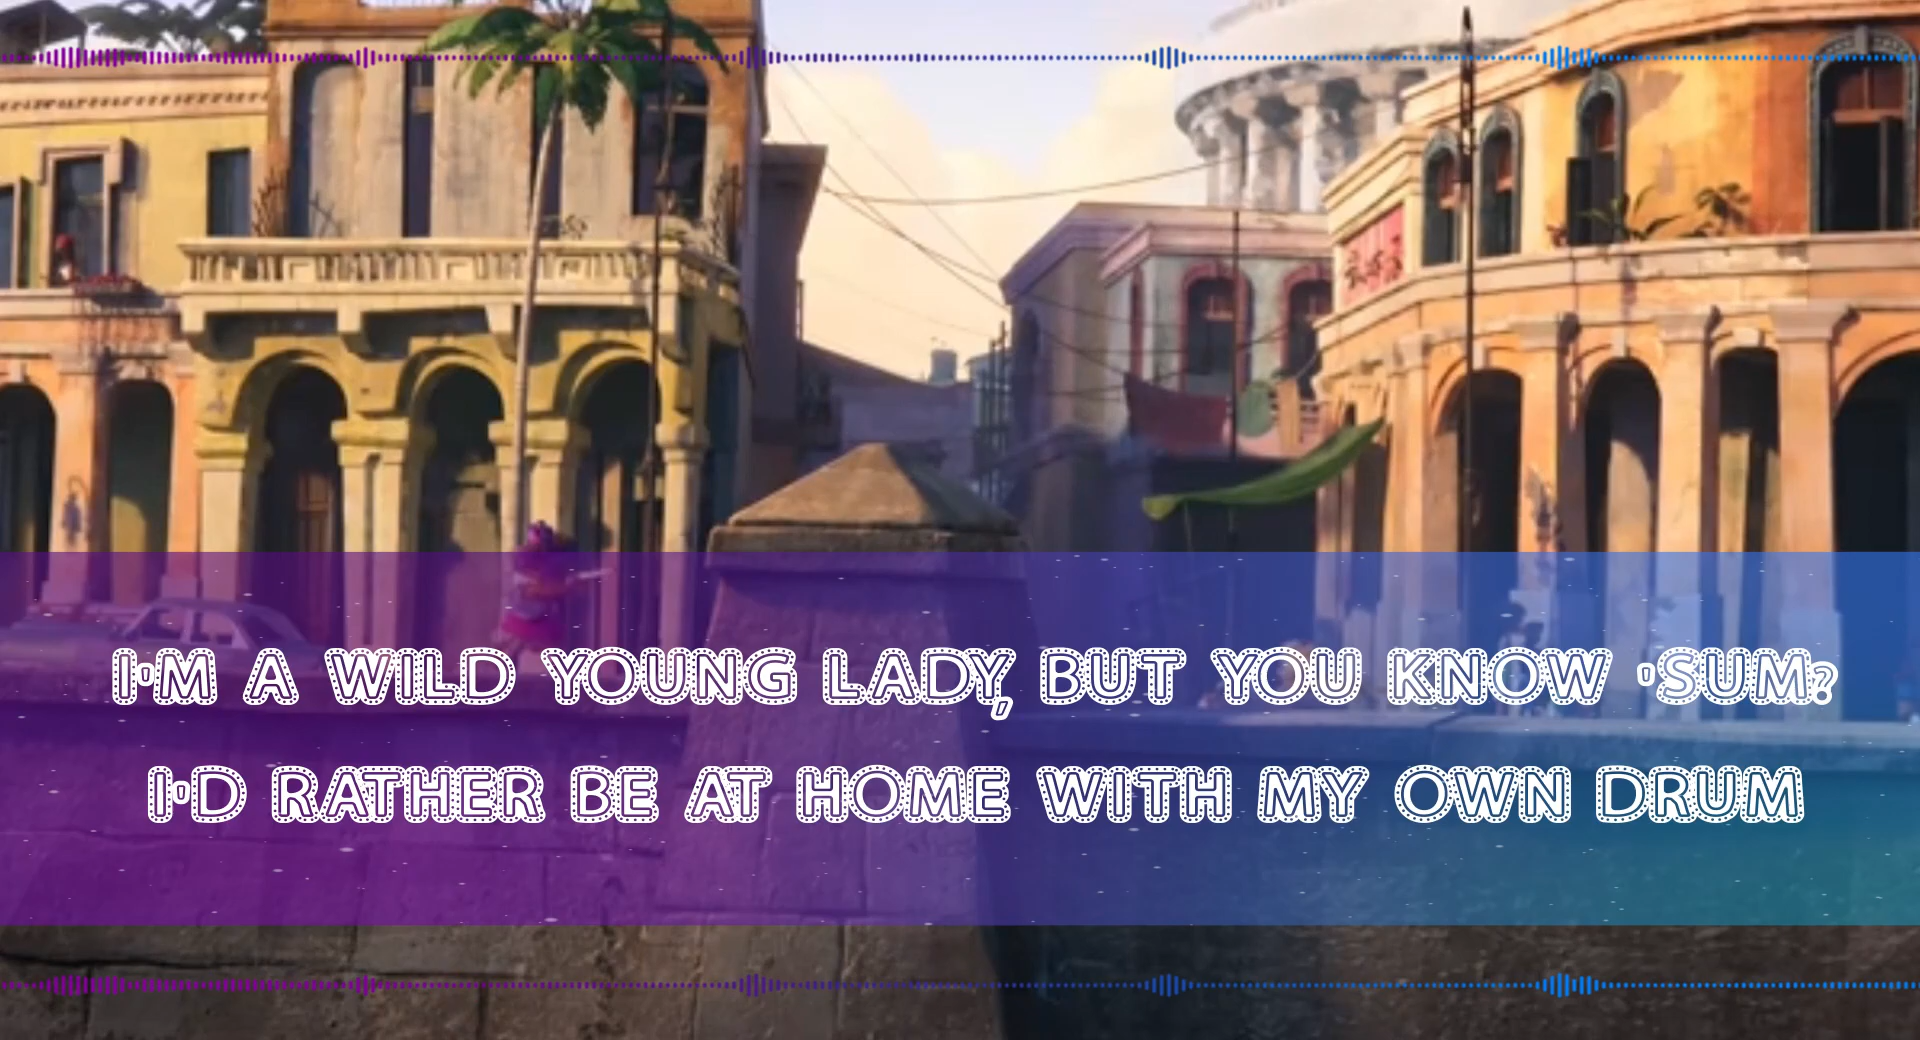 I'M A WILD YOUNG LADY, BUT YOU KNOW 'SUM?
I'D RATHER BE AT HOME WITH MY OWN DRUM